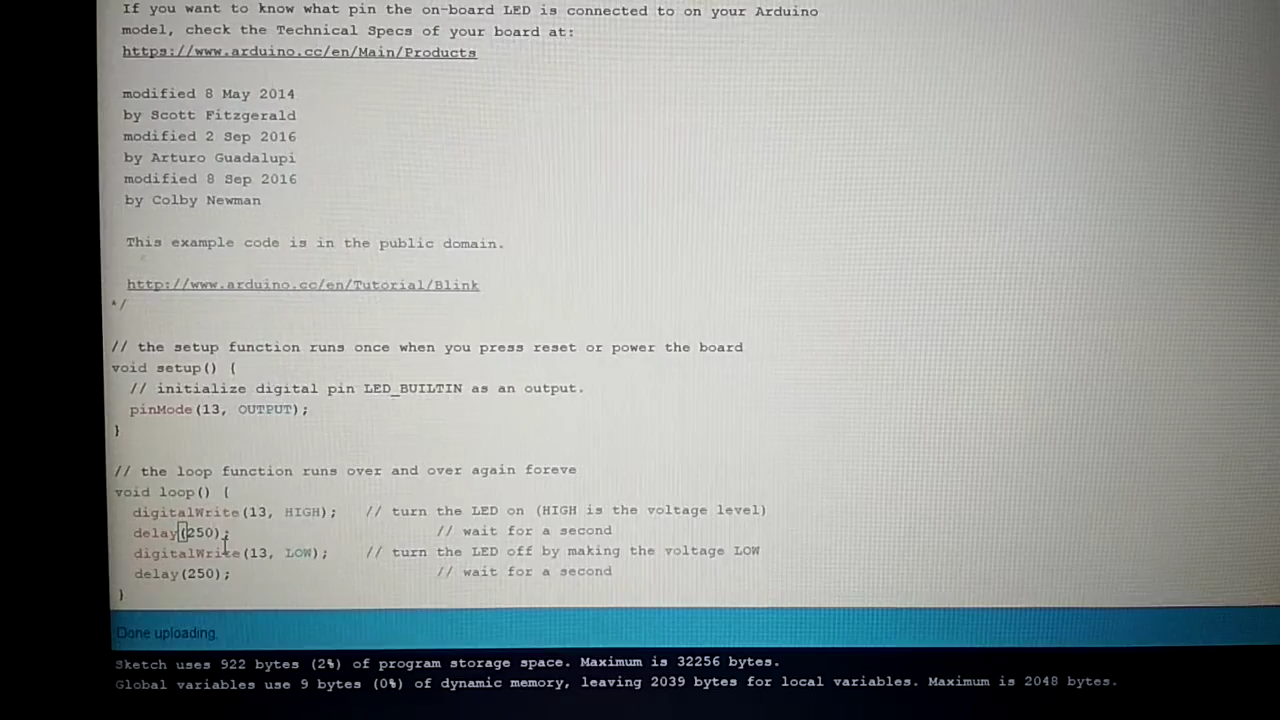 If you want to know what pin the on-board LED is connected to on your Arduino
model, check the Technical Specs of your board at:
https://www.arduino.cc/en/Main/Products
modified 8 May 2014
by Scott Fitzgerald
modified 2 Sep 2016
by Arturo Guadalupi
modified 8 Sep 2016
by Colby Newman
This example code is in the public domain.
http://www.arduino.cc/en/Tutorial/Blink
*/
// the setup function runs once when you press reset or power the board
void setup() {
// initialize digital pin LED_BUILTIN as an output.
pinMode(13, OUTPUT);
}
// the loop function runs over and over again foreve
void loop() {
digitalWrite(13, HIGH); // turn the LED on (HIGH is the voltage level)
delay(250); // wait for a second
digitalWrite(13, LOW); // turn the LED off by making the voltage LOW
delay(250); // wait for a second
}
Done uploading.
Sketch uses 922 bytes (2%) of program storage space. Maximum is 32256 bytes.
Global variables use 9 bytes (0%) of dynamic memory, leaving 2039 bytes for local variables. Maximum is 2048 bytes.